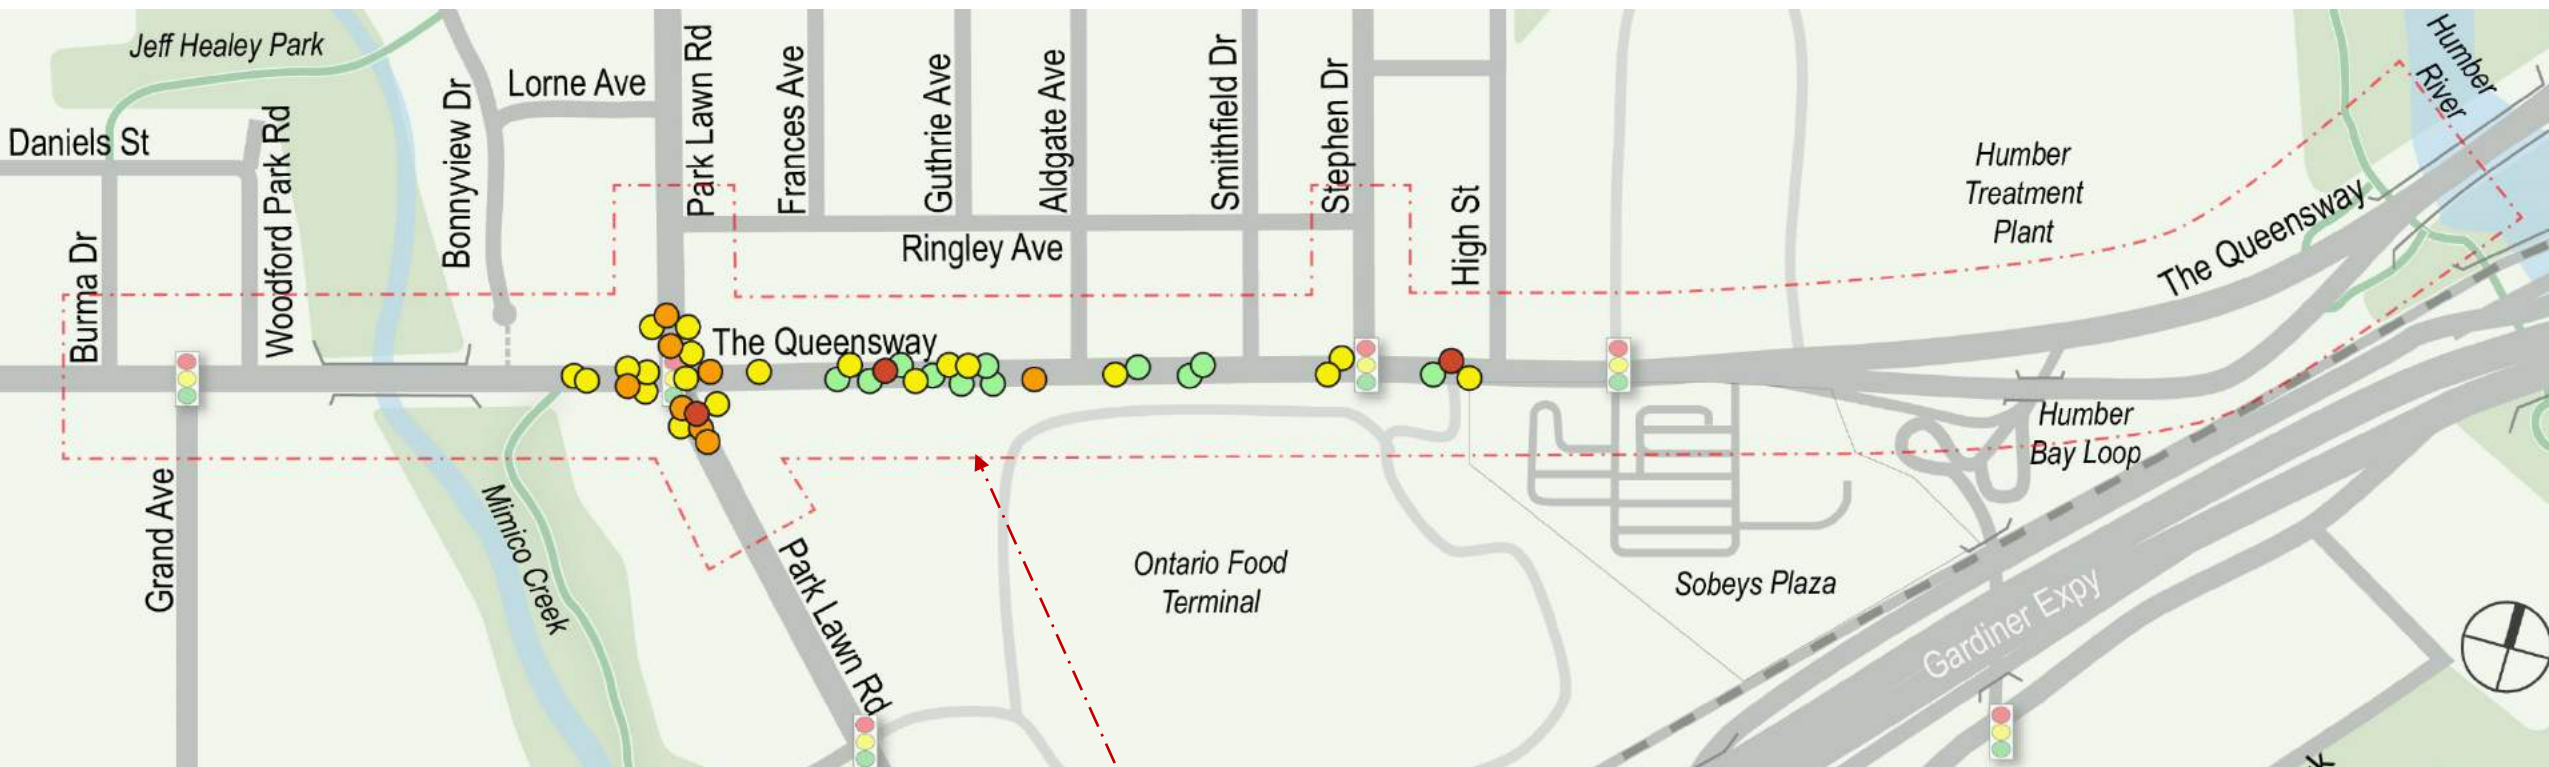 Jeff Healey Park
Daniels St
Burma Dr
Woodford Park Rd
Bonnyview Dr
Lorne Ave
Park Lawn Rd
Frances Ave
Guthrie Ave
Aldgate Ave
Smithfield Dr
Stephen Dr
High St
Ringley Ave
The Queensway
Humber
Treatment
Plant
Humber
River
The Queensway
Humber
Bay Loop
Grand Ave
Mimico Creek
Park Lawn Rd
Ontario Food
Terminal
Sobeys Plaza
Gardiner Expy